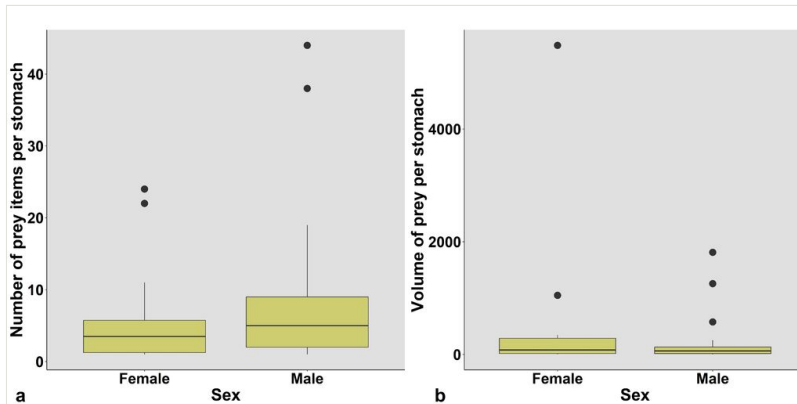 Number of prey items per stomach
40
30
20
10
0
Female
Male
Sex
a
Volume of prey per stomach
4000
2000
0
Female
Male
Sex
b